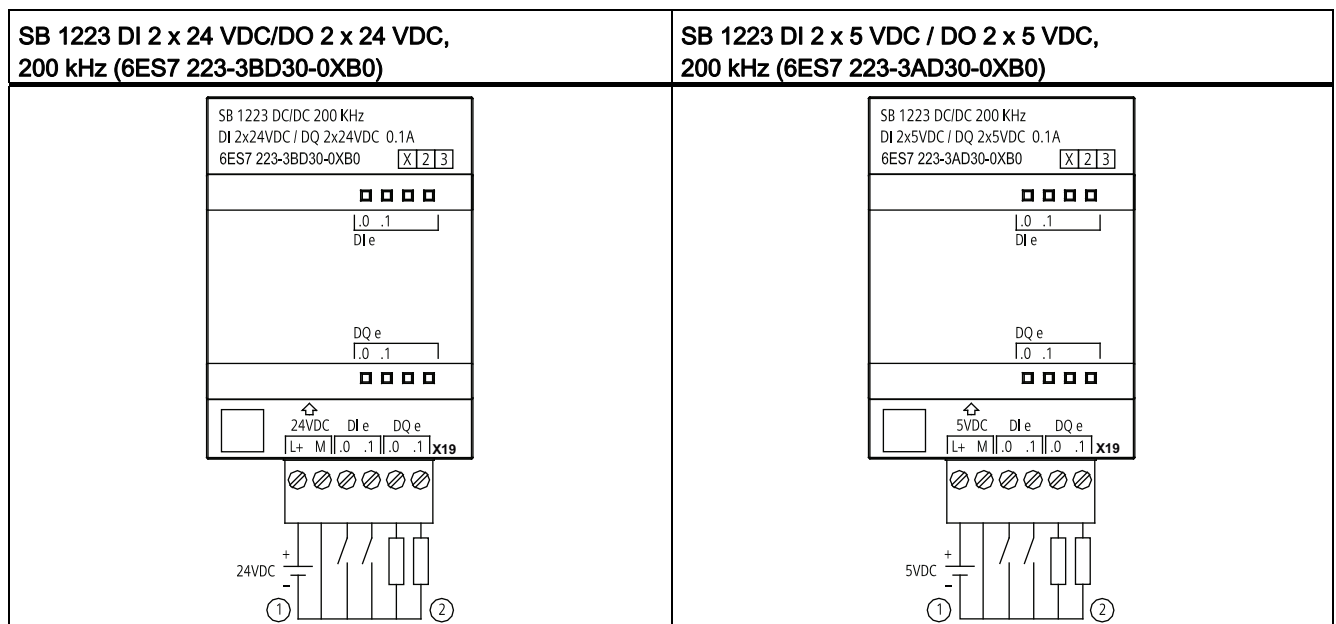 SB 1223 DI 2 x 24 VDC/DO 2 x 24 VDC,
200 kHz (6ES7 223-3BD30-0XB0)
SB 1223 DC/DC 200 KHz
DI 2x24VDC / DQ 2x24VDC 0.1A
6ES7 223-3BD30-0XB0 X 2 3
.0 .1
DI e
DQ e
.0 .1
24VDC DI e DQ e
L+ M .0 .1 .0 .1 X19
+
24VDC
–
1 2
SB 1223 DI 2 x 5 VDC / DO 2 x 5 VDC,
200 kHz (6ES7 223-3AD30-0XB0)
SB 1223 DC/DC 200 KHz
DI 2x5VDC / DQ 2x5VDC 0.1A
6ES7 223-3AD30-0XB0 X 2 3
.0 .1
DI e
DQ e
.0 .1
5VDC DI e DQ e
L+ M .0 .1 .0 .1 X19
+
5VDC
–
1 2